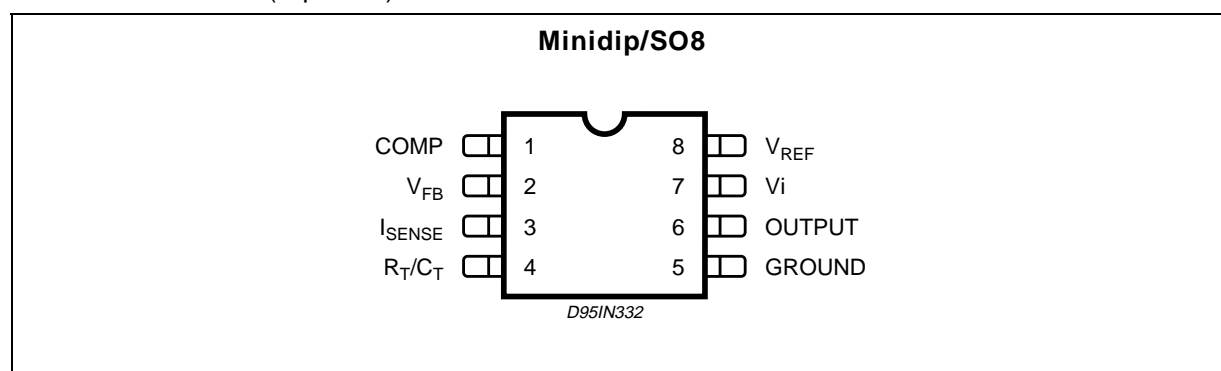 Minidip/SO8
COMP 1 8 VREF
VFB 2 7 Vi
ISENSE 3 6 OUTPUT
RT/CT 4 5 GROUND
D95IN332